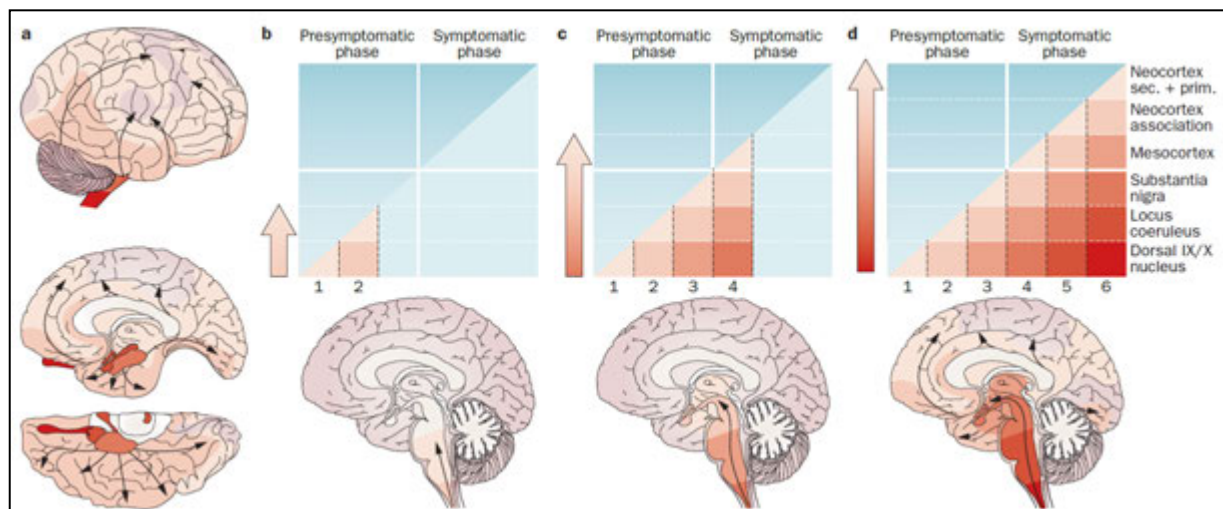 a
b
Presymptomatic
phase
Symptomatic
phase
1
2
c
Presymptomatic
phase
Symptomatic
phase
1
2
3
4
d
Presymptomatic
phase
Symptomatic
phase
Neocortex
sec. + prim.
Neocortex
association
Mesocortex
Substantia
nigra
Locus
coeruleus
Dorsal IX/X
nucleus
1
2
3
4
5
6